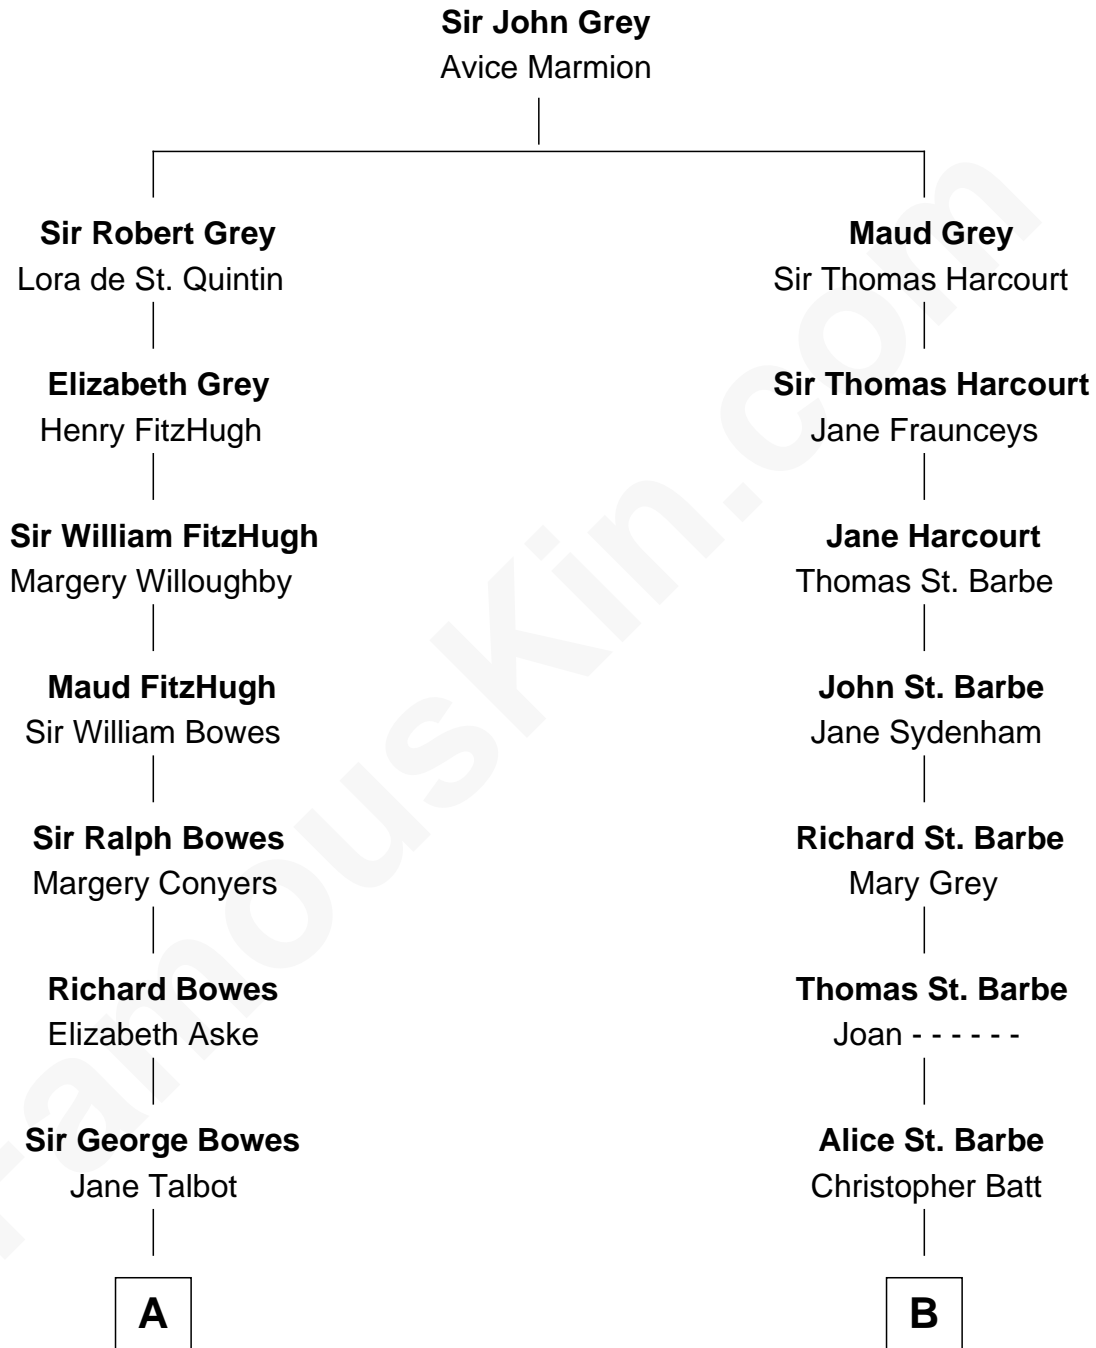 Sir John Grey
Avice Marmion
Sir Robert Grey
Lora de St. Quintin
Maud Grey
Sir Thomas Harcourt
Elizabeth Grey
Henry FitzHugh
Sir Thomas Harcourt
Jane Fraunceys
Sir William FitzHugh
Margery Willoughby
Jane Harcourt
Thomas St. Barbe
Maud FitzHugh
Sir William Bowes
John St. Barbe
Jane Sydenham
Sir Ralph Bowes
Margery Conyers
Richard St. Barbe
Mary Grey
Richard Bowes
Elizabeth Aske
Thomas St. Barbe
Joan - - - - - -
Sir George Bowes
Jane Talbot
Alice St. Barbe
Christopher Batt
A
B
FamousKin.com